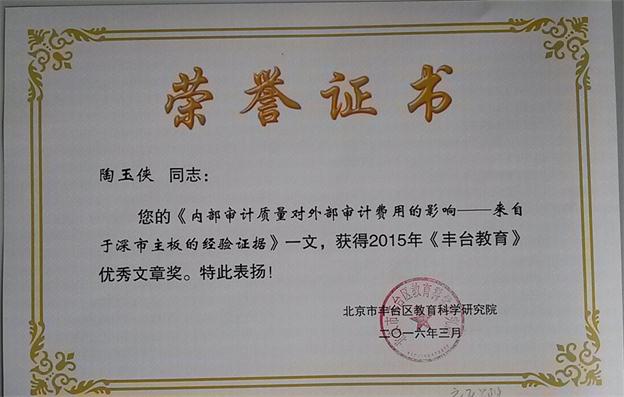 荣誉证书
陶玉侠 同志：
您的《内部审计质量对外部审计费用的影响——来自
于深市主板的经验证据》一文，获得2015年《丰台教育》
优秀文章奖。特此表扬！
北京市丰台区教育科学研究院
二〇一六年三月